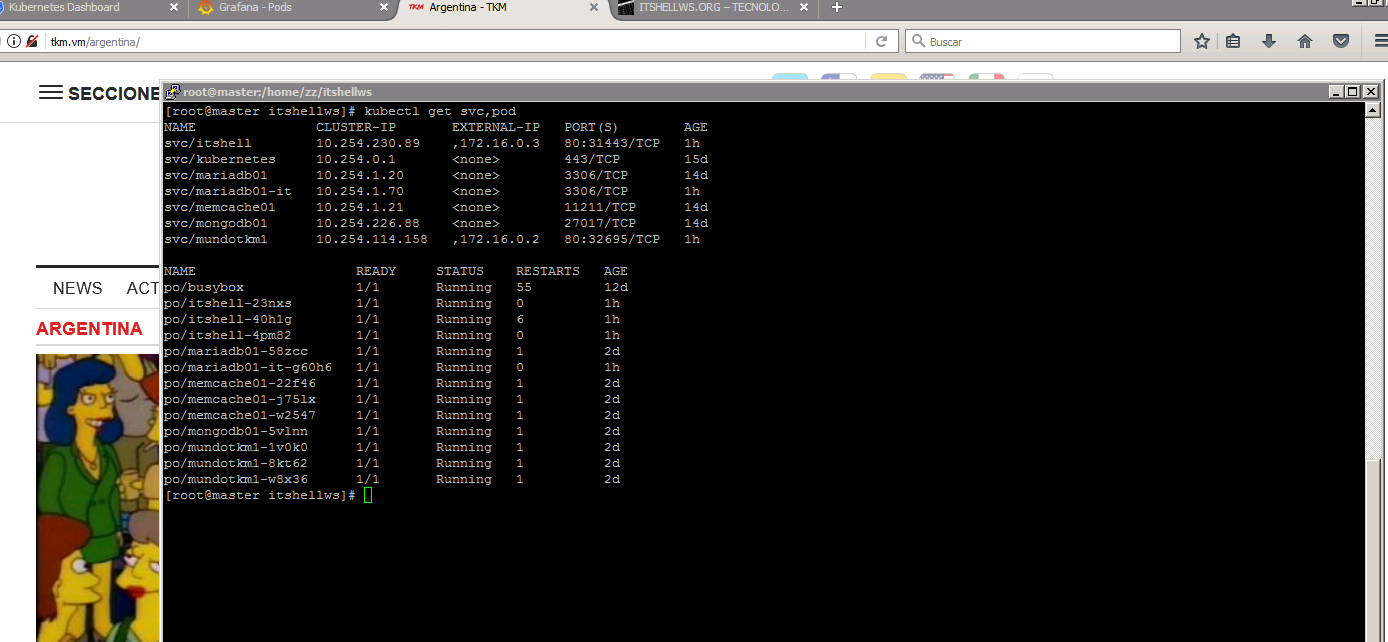 Kubernetes Dashboard
Grafana - Pods
TKM Argentina - TKM
ITSHELLWS.ORG – TECNOLO...
tkm.vm/argentina/
Buscar
SECCIONE
NEWS ACT
ARGENTINA
root@master:/home/zz/itshellws
[root@master itshellws]# kubectl get svc,pod
NAME CLUSTER-IP EXTERNAL-IP PORT(S) AGE
svc/itshell 10.254.230.89 ,172.16.0.3 80:31443/TCP 1h
svc/kubernetes 10.254.0.1 <none> 443/TCP 15d
svc/mariadb01 10.254.1.20 <none> 3306/TCP 14d
svc/mariadb01-it 10.254.1.70 <none> 3306/TCP 1h
svc/memcache01 10.254.1.21 <none> 11211/TCP 14d
svc/mongodb01 10.254.226.88 <none> 27017/TCP 14d
svc/mundotkm1 10.254.114.158 ,172.16.0.2 80:32695/TCP 1h
NAME READY STATUS RESTARTS AGE
po/busybox 1/1 Running 55 12d
po/itshell-23nxs 1/1 Running 0 1h
po/itshell-40h1g 1/1 Running 6 1h
po/itshell-4pm82 1/1 Running 0 1h
po/mariadb01-58zcc 1/1 Running 1 2d
po/mariadb01-it-g60h6 1/1 Running 0 1h
po/memcache01-22f46 1/1 Running 1 2d
po/memcache01-j75lx 1/1 Running 1 2d
po/memcache01-w2547 1/1 Running 1 2d
po/mongodb01-5vlnn 1/1 Running 1 2d
po/mundotkm1-1v0k0 1/1 Running 1 2d
po/mundotkm1-8kt62 1/1 Running 1 2d
po/mundotkm1-w8x36 1/1 Running 1 2d
[root@master itshellws]#